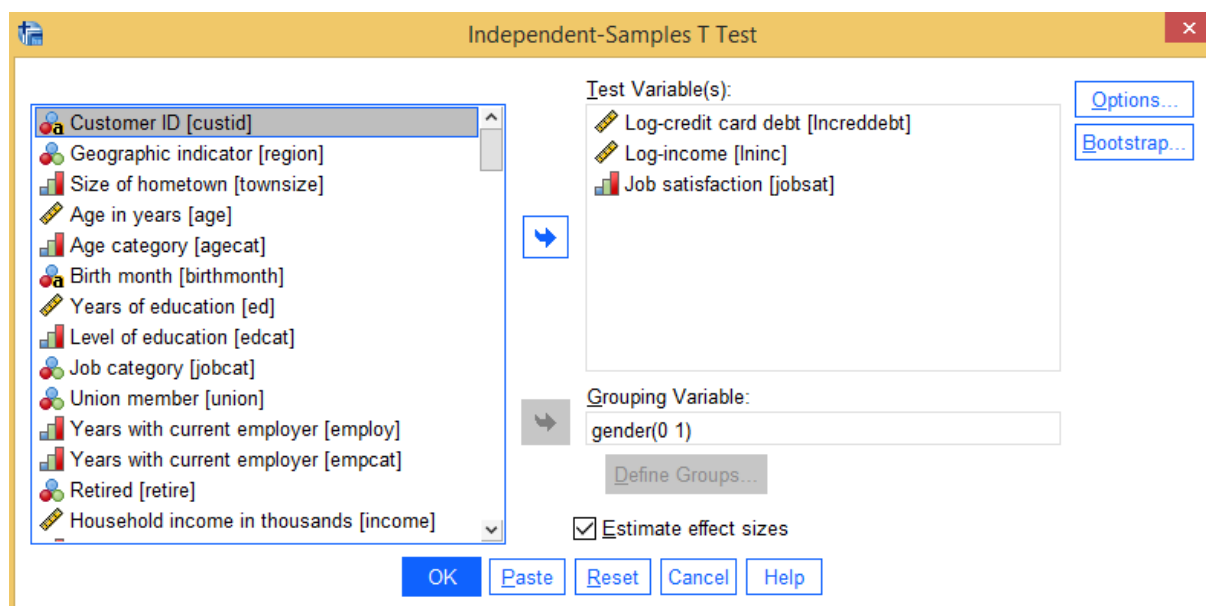 Independent-Samples T Test
Customer ID [custid]
Geographic indicator [region]
Size of hometown [townsize]
Age in years [age]
Age category [agecat]
Birth month [birthmonth]
Years of education [ed]
Level of education [edcat]
Job category [jobcat]
Union member [union]
Years with current employer [employ]
Years with current employer [empcat]
Retired [retire]
Household income in thousands [income]
Test Variable(s):
Log-credit card debt [lncreddebt]
Log-income [lninc]
Job satisfaction [jobsat]
Options...
Bootstrap...
Grouping Variable:
gender(0 1)
Define Groups...
Estimate effect sizes
OK Paste Reset Cancel Help